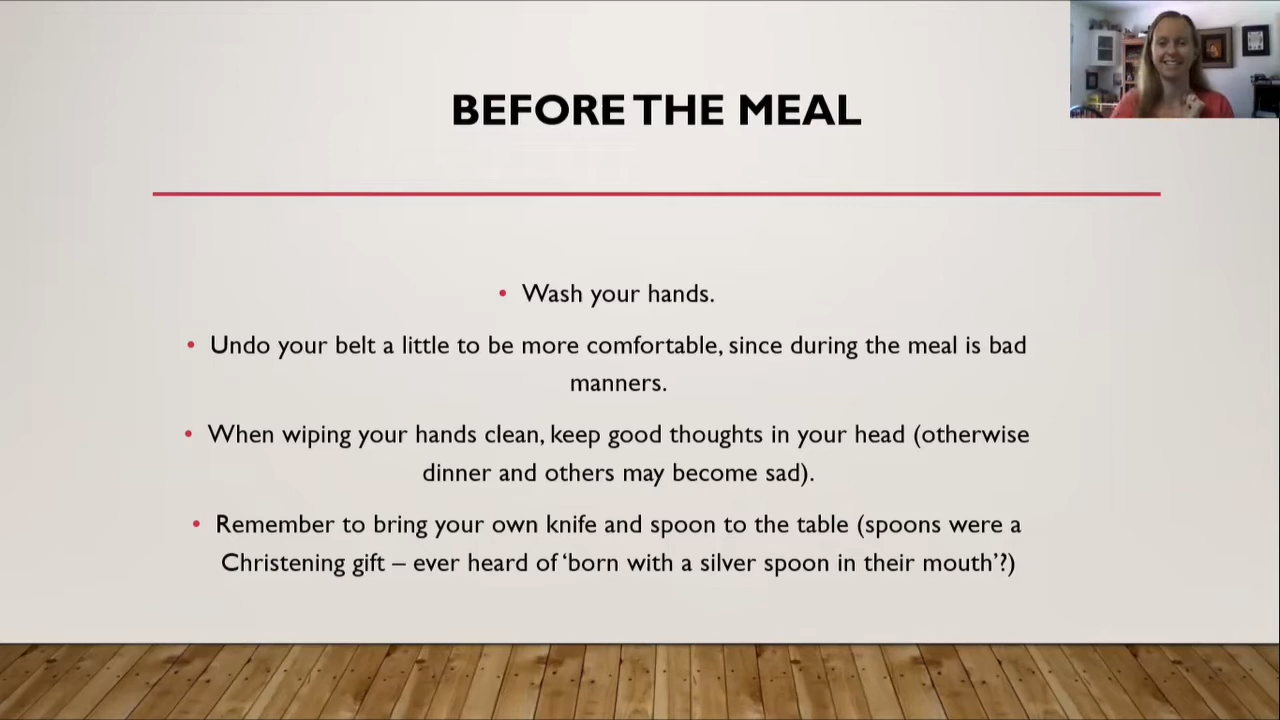 BEFORE THE MEAL
• Wash your hands.
• Undo your belt a little to be more comfortable, since during the meal is bad
manners.
• When wiping your hands clean, keep good thoughts in your head (otherwise
dinner and others may become sad).
• Remember to bring your own knife and spoon to the table (spoons were a
Christening gift – ever heard of ‘born with a silver spoon in their mouth’?)